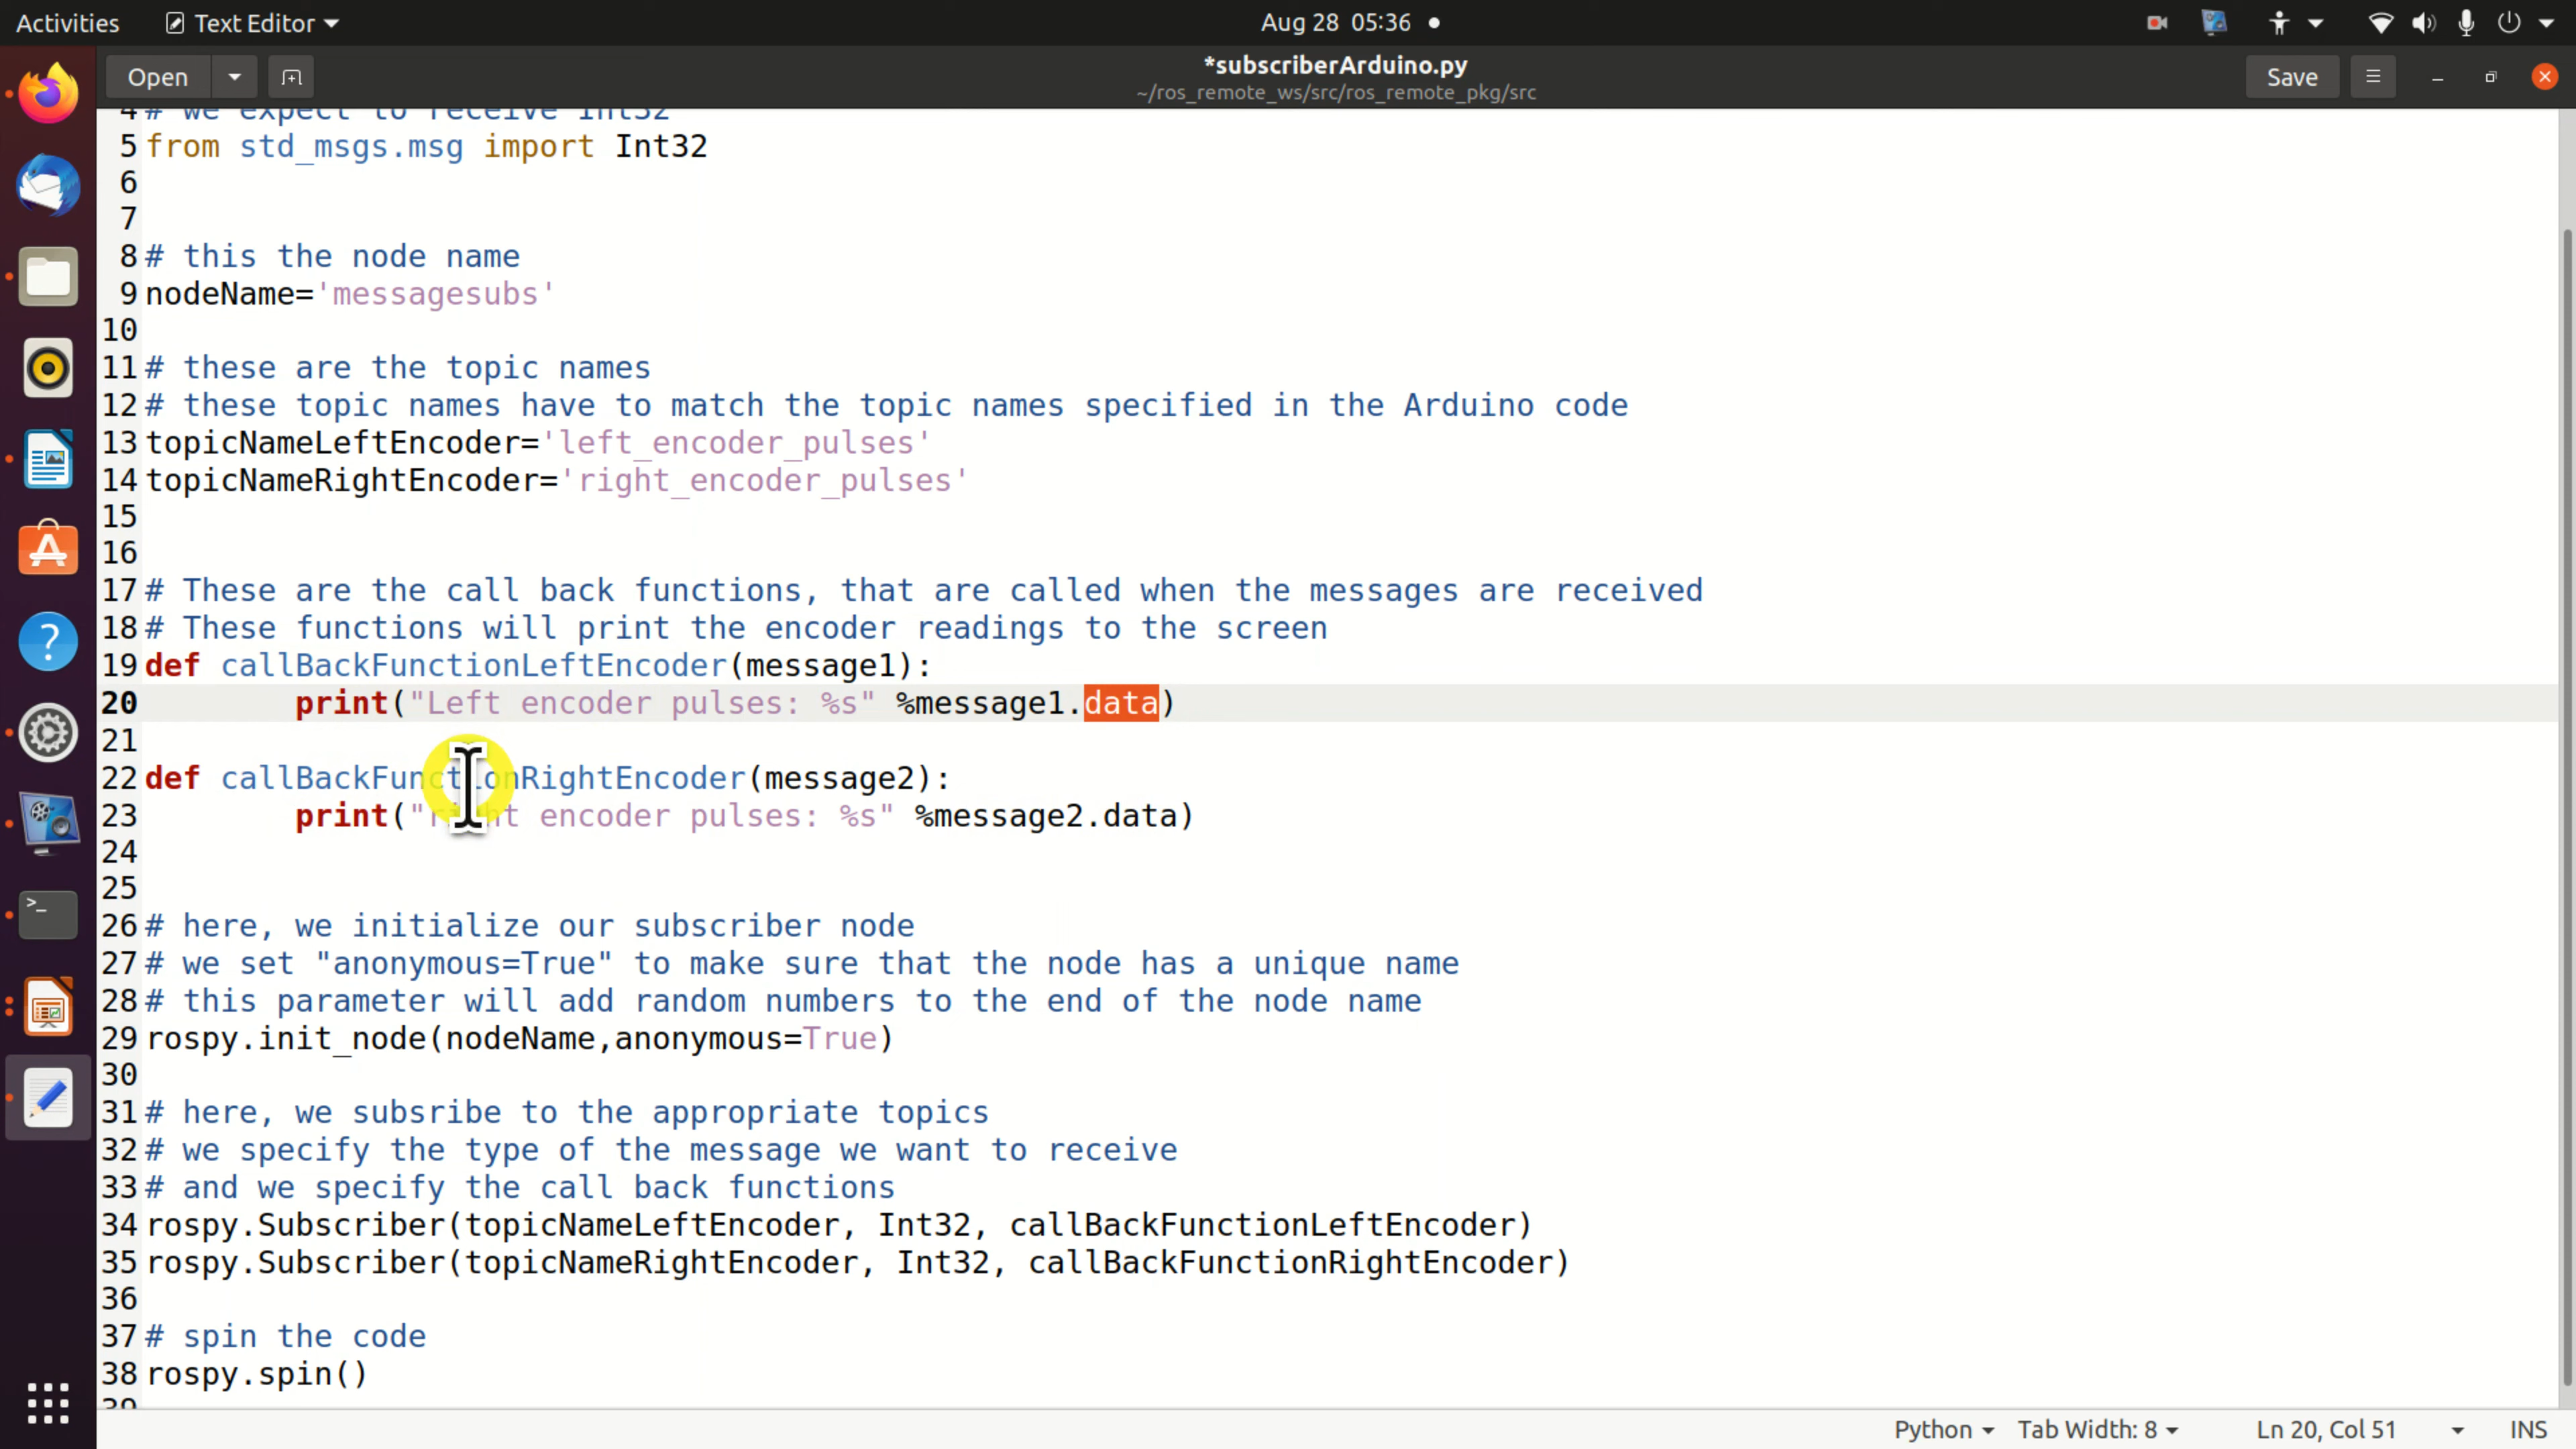 Activities Text Editor Aug 28 05:36
Open *subscriberArduino.py Save
~/ros_remote_ws/src/ros_remote_pkg/src
4 # we expect to receive Int32
5 from std_msgs.msg import Int32
6
7
8 # this the node name
9 nodeName='messagesubs'
10
11 # these are the topic names
12 # these topic names have to match the topic names specified in the Arduino code
13 topicNameLeftEncoder='left_encoder_pulses'
14 topicNameRightEncoder='right_encoder_pulses'
15
16
17 # These are the call back functions, that are called when the messages are received
18 # These functions will print the encoder readings to the screen
19 def callBackFunctionLeftEncoder(message1):
20 print("Left encoder pulses: %s" %message1.data)
21
22 def callBackFunctionRightEncoder(message2):
23 print("right encoder pulses: %s" %message2.data)
24
25
26 # here, we initialize our subscriber node
27 # we set "anonymous=True" to make sure that the node has a unique name
28 # this parameter will add random numbers to the end of the node name
29 rospy.init_node(nodeName,anonymous=True)
30
31 # here, we subsribe to the appropriate topics
32 # we specify the type of the message we want to receive
33 # and we specify the call back functions
34 rospy.Subscriber(topicNameLeftEncoder, Int32, callBackFunctionLeftEncoder)
35 rospy.Subscriber(topicNameRightEncoder, Int32, callBackFunctionRightEncoder)
36
37 # spin the code
38 rospy.spin()
39
Python Tab Width: 8 Ln 20, Col 51 INS